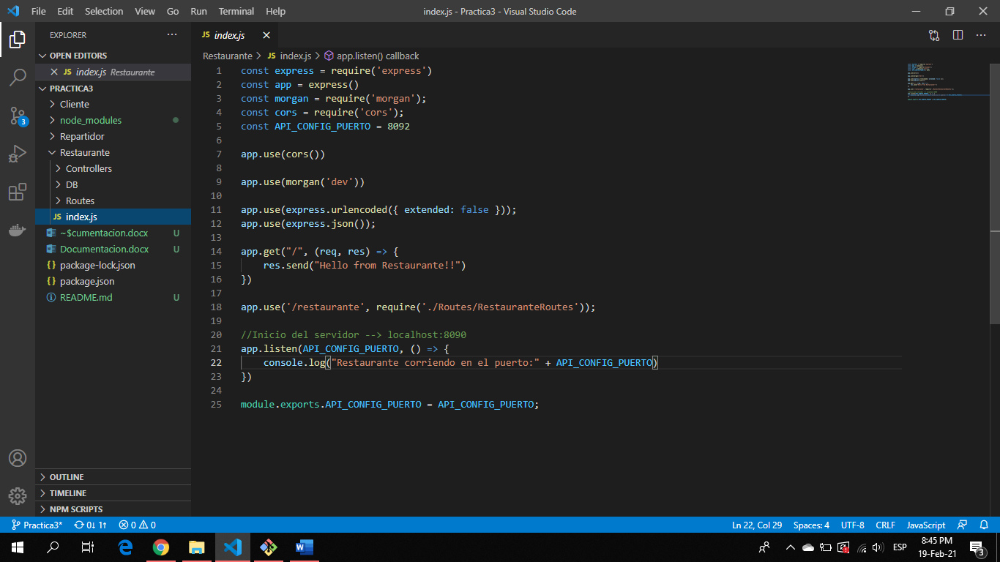 File Edit Selection View Go Run Terminal Help
index.js - Practica3 - Visual Studio Code
EXPLORER
OPEN EDITORS
JS index.js Restaurante
PRACTICA3
Cliente
node_modules
Repartidor
Restaurante
Controllers
DB
Routes
JS index.js
~$cumentacion.docx U
Documentacion.docx U
{} package-lock.json
{} package.json
README.md U
OUTLINE
TIMELINE
NPM SCRIPTS
3
JS index.js
Restaurante > JS index.js > app.listen() callback
1 const express = require('express')
2 const app = express()
3 const morgan = require('morgan');
4 const cors = require('cors');
5 const API_CONFIG_PUERTO = 8092
6
7 app.use(cors())
8
9 app.use(morgan('dev'))
10
11 app.use(express.urlencoded({ extended: false }));
12 app.use(express.json());
13
14 app.get("/", (req, res) => {
15 res.send("Hello from Restaurante!!")
16 })
17
18 app.use('/restaurante', require('./Routes/RestauranteRoutes'));
19
20 //Inicio del servidor --> localhost:8090
21 app.listen(API_CONFIG_PUERTO, () => {
22 console.log("Restaurante corriendo en el puerto:" + API_CONFIG_PUERTO)
23 })
24
25 module.exports.API_CONFIG_PUERTO = API_CONFIG_PUERTO;
Practica3* 0↓ 1↑ 0 0
Ln 22, Col 29 Spaces: 4 UTF-8 CRLF JavaScript
ESP
8:45 PM
19-Feb-21
3